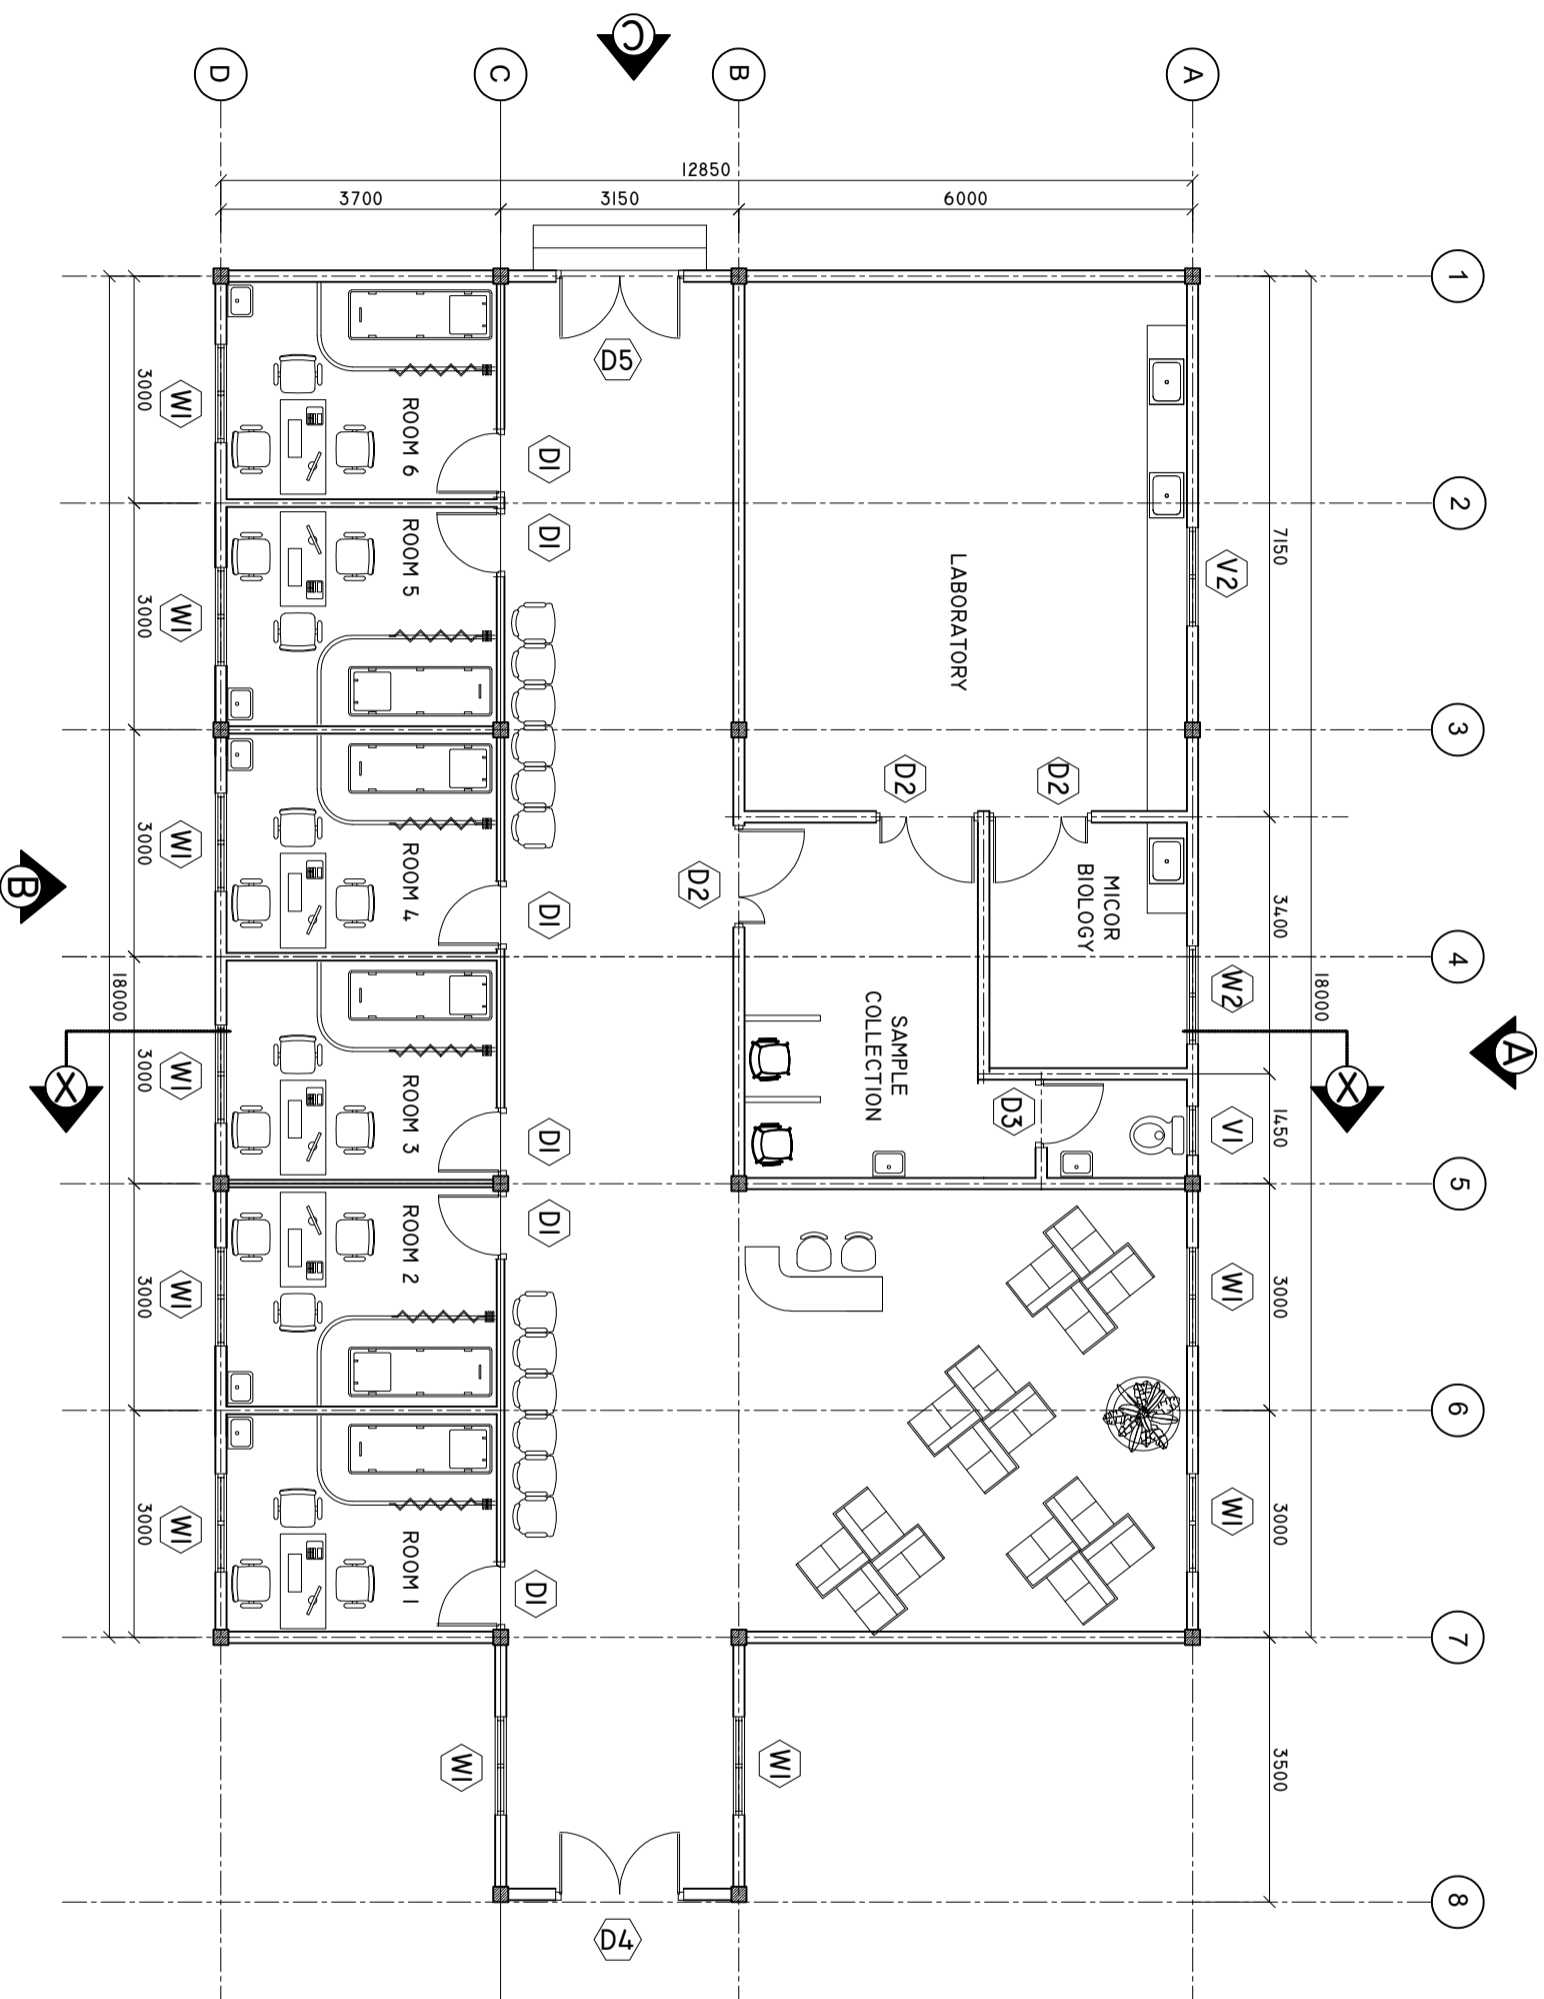 C
D
C
B
A
12850
3700
3150
6000
1
2
3
4
5
6
7
8
D5
7150
3400
1450
3000
3000
3500
18000
V2
W2
V1
W1
W1
A
X
LABORATORY
D2
D2
D2
MICOR
BIOLOGY
SAMPLE
COLLECTION
D3
D1
D1
D1
D1
D1
D1
ROOM 6
ROOM 5
ROOM 4
ROOM 3
ROOM 2
ROOM 1
W1
W1
W1
W1
W1
W1
3000
3000
3000
3000
3000
3000
18000
B
X
W1
W1
D4